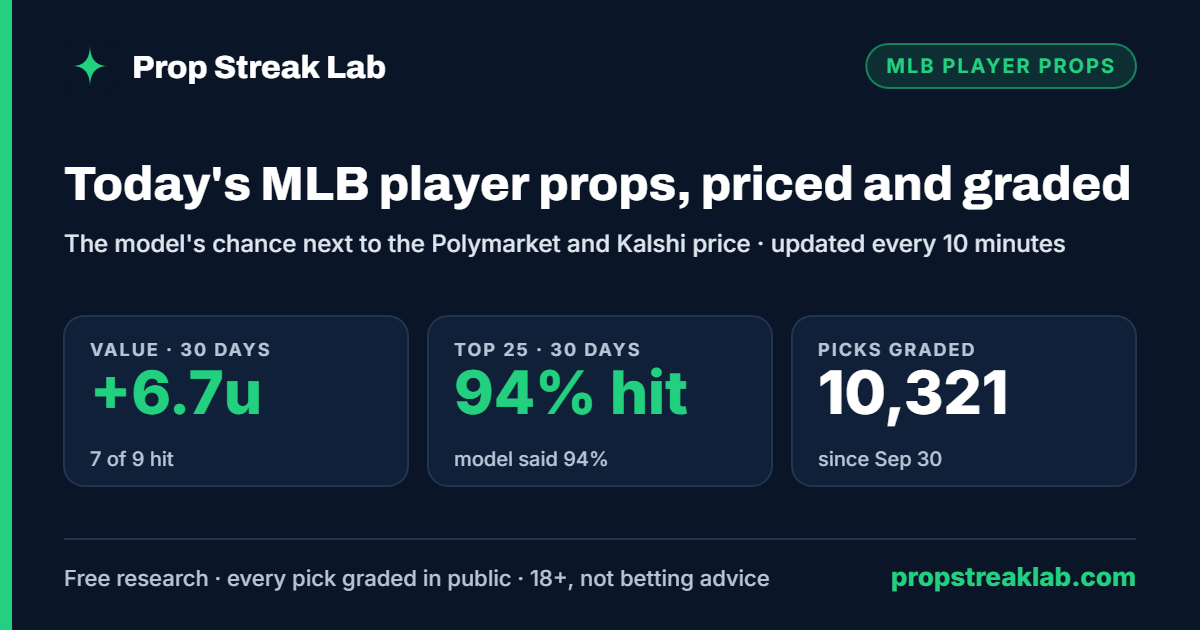 Prop Streak Lab
MLB PLAYER PROPS
Today's MLB player props, priced and graded
The model's chance next to the Polymarket and Kalshi price · updated every 10 minutes
VALUE · 30 DAYS
+6.7u
7 of 9 hit
TOP 25 · 30 DAYS
94% hit
model said 94%
PICKS GRADED
10,321
since Sep 30
Free research · every pick graded in public · 18+, not betting advice
propstreaklab.com